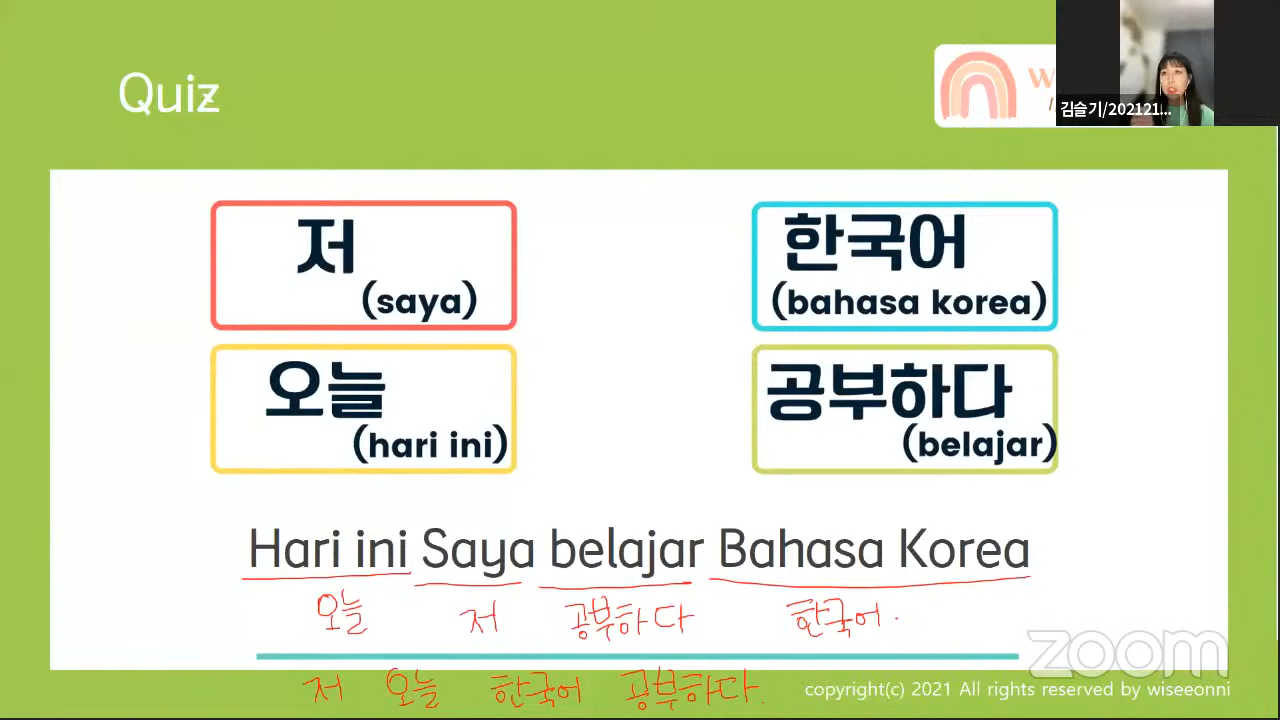 Quiz
W
김슬기/202121...
저
(saya)
한국어
(bahasa korea)
오늘
(hari ini)
공부하다
(belajar)
Hari ini Saya belajar Bahasa Korea
오늘 저 공부하다 한국어.
zoom
저 오늘 한국어 공부하다.
copyright(c) 2021 All rights reserved by wiseeonni